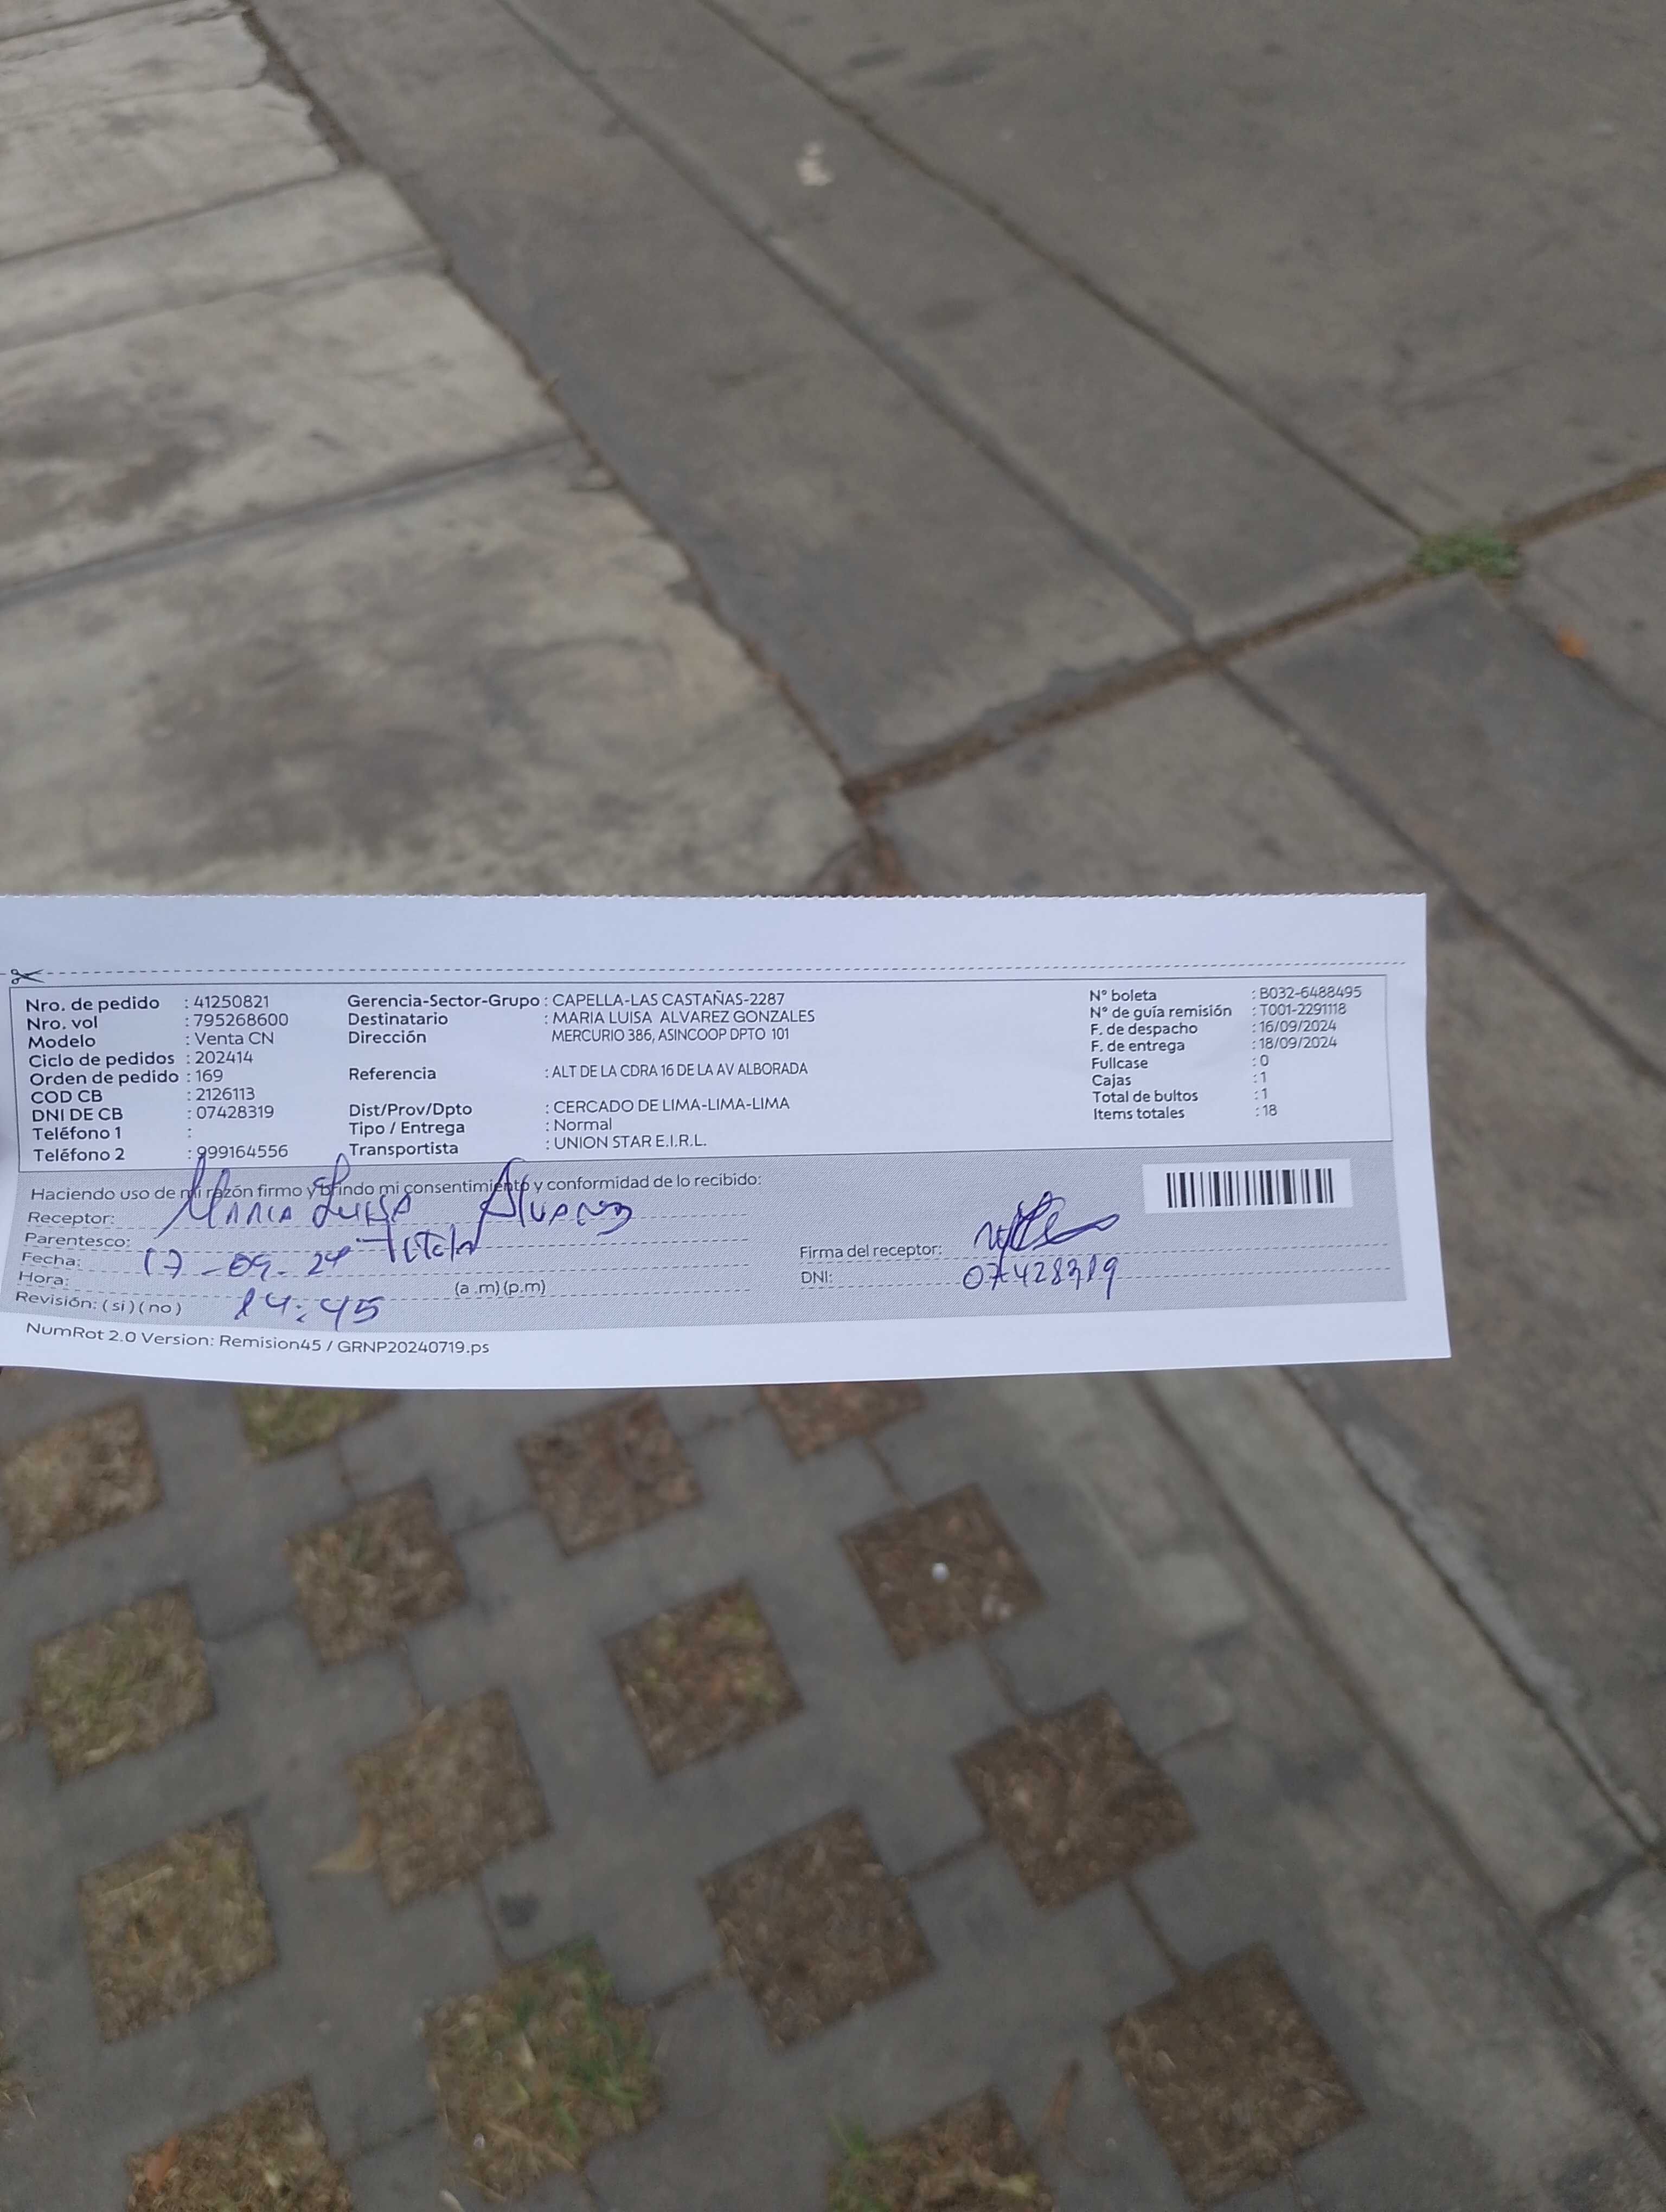 Nro. de pedido : 41250821
Nro. vol : 795268600
Modelo : Venta CN
Ciclo de pedidos : 202414
Orden de pedido : 169
COD CB : 2126113
DNI DE CB : 07428319
Teléfono 1 :
Teléfono 2 : 999164556
Gerencia-Sector-Grupo : CAPELLA-LAS CASTAÑAS-2287
Destinatario : MARIA LUISA ALVAREZ GONZALES
Dirección MERCURIO 386, ASINCOOP DPTO 101
Referencia : ALT DE LA CDRA 16 DE LA AV ALBORADA
Dist/Prov/Dpto : CERCADO DE LIMA-LIMA-LIMA
Tipo / Entrega : Normal
Transportista : UNION STAR E.I.R.L.
N° boleta : B032-6488495
N° de guía remisión : T001-2291118
F. de despacho : 16/09/2024
F. de entrega : 18/09/2024
Fullcase : 0
Cajas : 1
Total de bultos : 1
Items totales : 18
Haciendo uso de mi razón firmo y brindo mi consentimiento y conformidad de lo recibido:
Receptor: Maria Luisa Alvarez
Parentesco: Titular
Fecha: 17-09-24
Hora: 14:45 (a .m) (p.m)
Revisión: ( si ) ( no )
Firma del receptor:
DNI: 07428319
NumRot 2.0 Version: Remision45 / GRNP20240719.ps